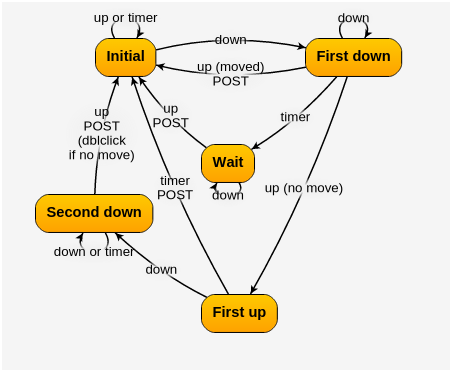 up or timer
down
down
Initial
First down
up (moved)
POST
up
POST
up
POST
(dblclick
if no move)
timer
Wait
down
timer
POST
up (no move)
Second down
down or timer
down
First up